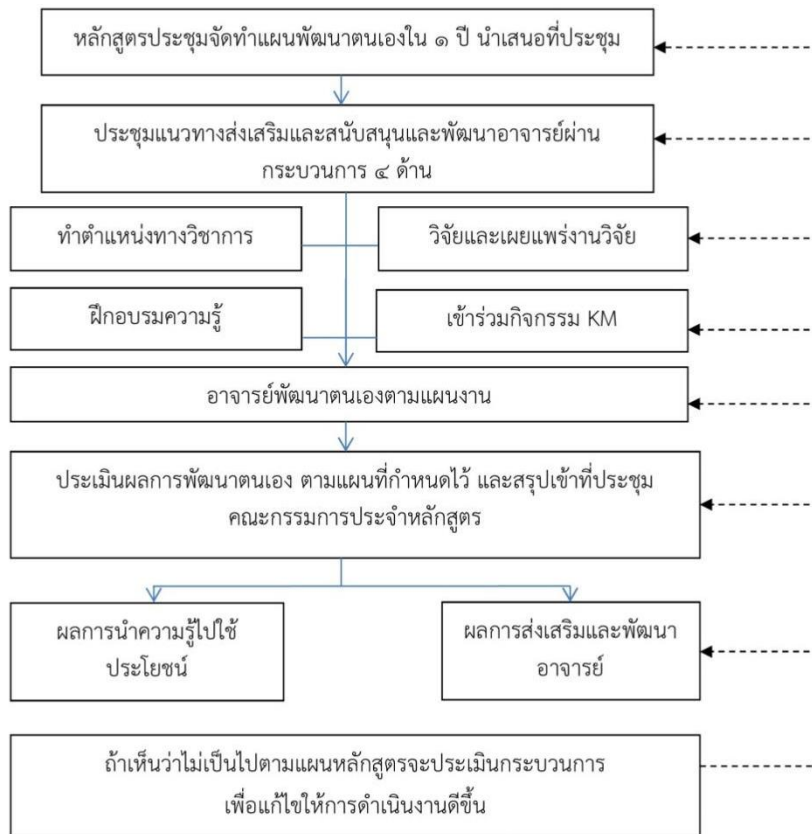 หลักสูตรประชุมจัดทำแผนพัฒนาตนเองใน ๑ ปี นำเสนอที่ประชุม
ประชุมแนวทางส่งเสริมและสนับสนุนและพัฒนาอาจารย์ผ่าน
กระบวนการ ๔ ด้าน
ทำตำแหน่งทางวิชาการ
วิจัยและเผยแพร่งานวิจัย
ฝึกอบรมความรู้
เข้าร่วมกิจกรรม KM
อาจารย์พัฒนาตนเองตามแผนงาน
ประเมินผลการพัฒนาตนเอง ตามแผนที่กำหนดไว้ และสรุปเข้าที่ประชุม
คณะกรรมการประจำหลักสูตร
ผลการนำความรู้ไปใช้
ประโยชน์
ผลการส่งเสริมและพัฒนา
อาจารย์
ถ้าเห็นว่าไม่เป็นไปตามแผนหลักสูตรจะประเมินกระบวนการ
เพื่อแก้ไขให้การดำเนินงานดีขึ้น